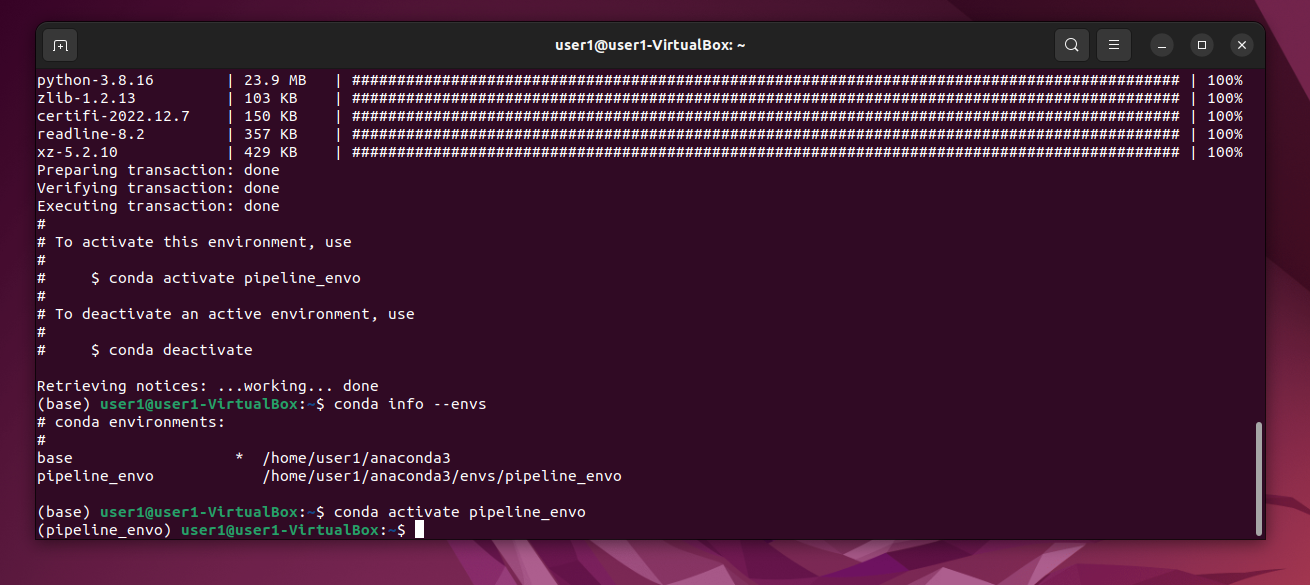 user1@user1-VirtualBox: ~
python-3.8.16        | 23.9 MB   | ############################################################################################ | 100%
zlib-1.2.13          | 103 KB    | ############################################################################################ | 100%
certifi-2022.12.7    | 150 KB    | ############################################################################################ | 100%
readline-8.2         | 357 KB    | ############################################################################################ | 100%
xz-5.2.10            | 429 KB    | ############################################################################################ | 100%
Preparing transaction: done
Verifying transaction: done
Executing transaction: done
#
# To activate this environment, use
#
#     $ conda activate pipeline_envo
#
# To deactivate an active environment, use
#
#     $ conda deactivate
Retrieving notices: ...working... done
(base) user1@user1-VirtualBox:~$ conda info --envs
# conda environments:
#
base                  *  /home/user1/anaconda3
pipeline_envo            /home/user1/anaconda3/envs/pipeline_envo
(base) user1@user1-VirtualBox:~$ conda activate pipeline_envo
(pipeline_envo) user1@user1-VirtualBox:~$